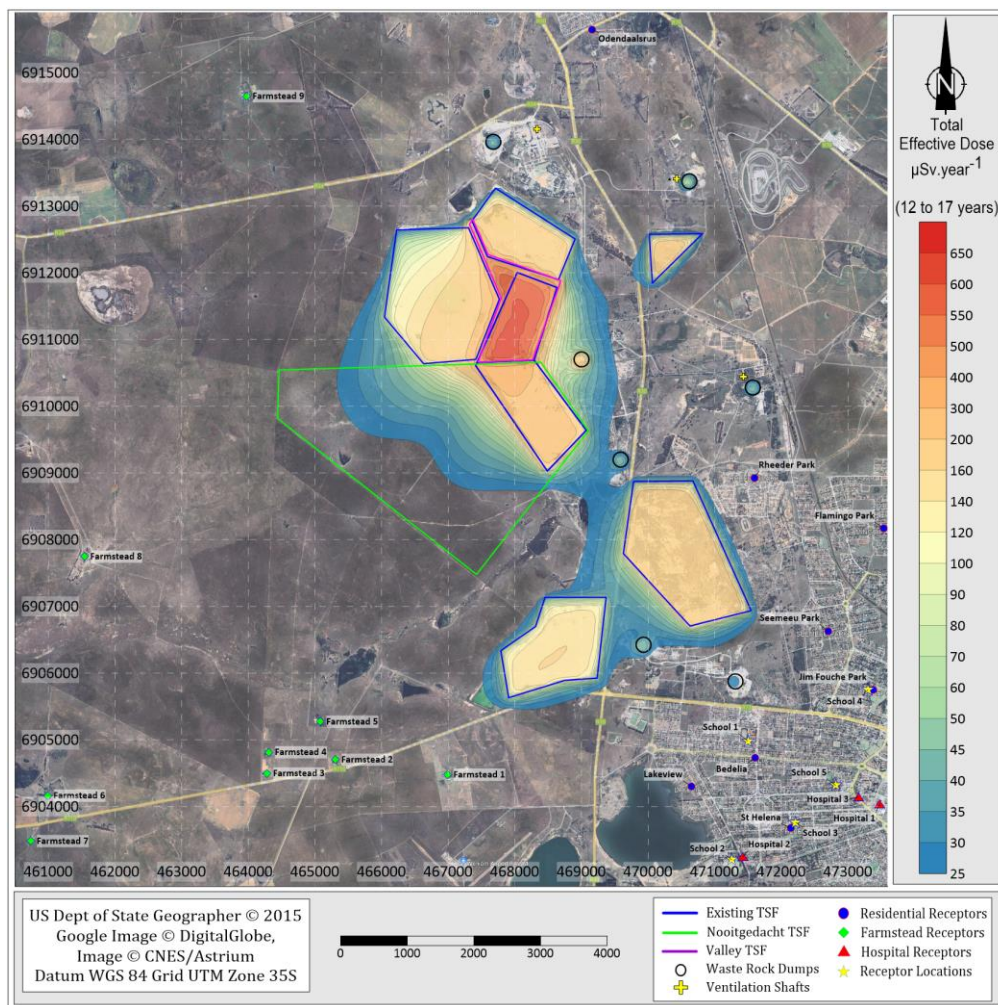 Odendaalsrus
6915000
Farmstead 9
6914000
6913000
6912000
6911000
6910000
6909000
Rheeder Park
Flamingo Park
6908000
Farmstead 8
6907000
Seemeeu Park
6906000
Jim Fouche Park
School 4
Farmstead 5
School 1
6905000
Farmstead 4
Farmstead 2
Bedelia
Farmstead 3
Farmstead 1
Lakeview
School 5
Farmstead 6
6904000
Hospital 3
Hospital 1
St Helena
School 3
Farmstead 7
School 2
Hospital 2
461000 462000 463000 464000 465000 466000 467000 468000 469000 470000 471000 472000 473000
N
Total
Effective Dose
µSv.year-1
(12 to 17 years)
650
600
550
500
400
300
200
160
140
120
100
90
80
70
60
50
45
40
35
30
25
US Dept of State Geographer © 2015
Google Image © DigitalGlobe,
Image © CNES/Astrium
Datum WGS 84 Grid UTM Zone 35S
0 1000 2000 3000 4000
Existing TSF
Nooitgedacht TSF
Valley TSF
Waste Rock Dumps
Ventilation Shafts
Residential Receptors
Farmstead Receptors
Hospital Receptors
Receptor Locations